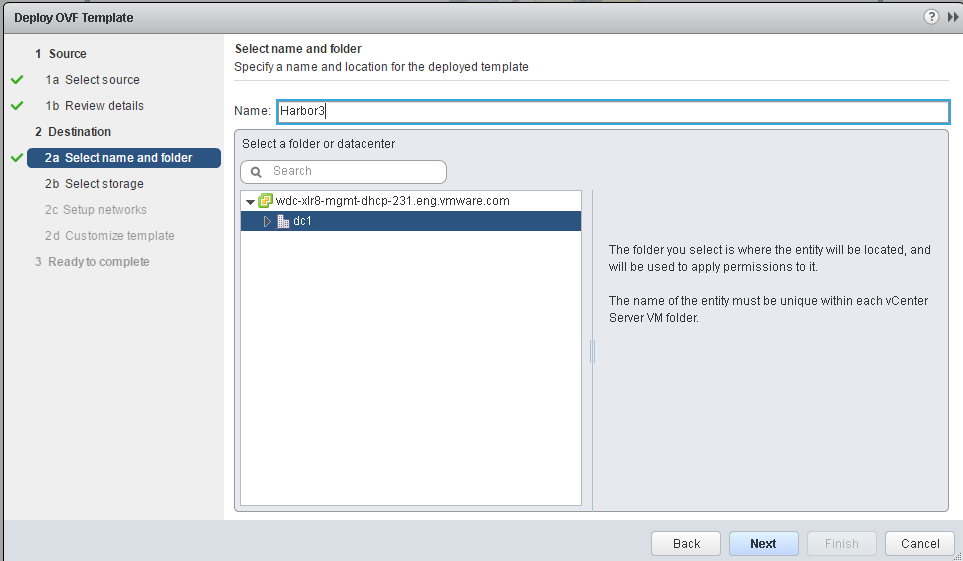 Deploy OVF Template
?
1 Source
1a Select source
1b Review details
2 Destination
2a Select name and folder
2b Select storage
2c Setup networks
2d Customize template
3 Ready to complete
Select name and folder
Specify a name and location for the deployed template
Name: Harbor3
Select a folder or datacenter
Search
wdc-xlr8-mgmt-dhcp-231.eng.vmware.com
dc1
The folder you select is where the entity will be located, and
will be used to apply permissions to it.
The name of the entity must be unique within each vCenter
Server VM folder.
Back
Next
Finish
Cancel